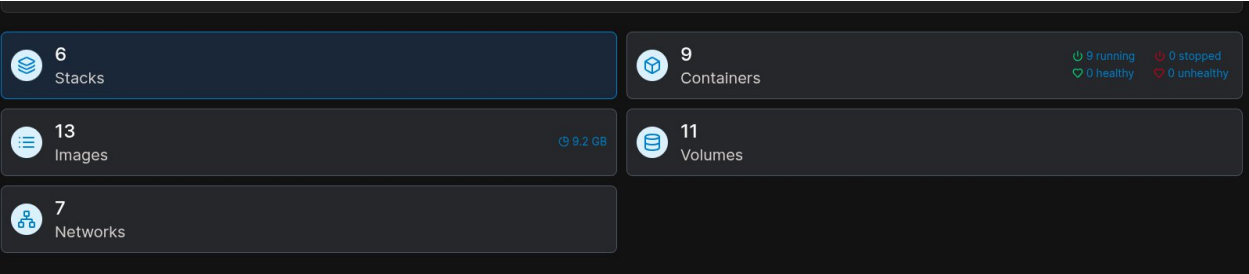 6
Stacks
9
Containers
9 running 0 stopped
0 healthy 0 unhealthy
13
Images
9.2 GB
11
Volumes
7
Networks